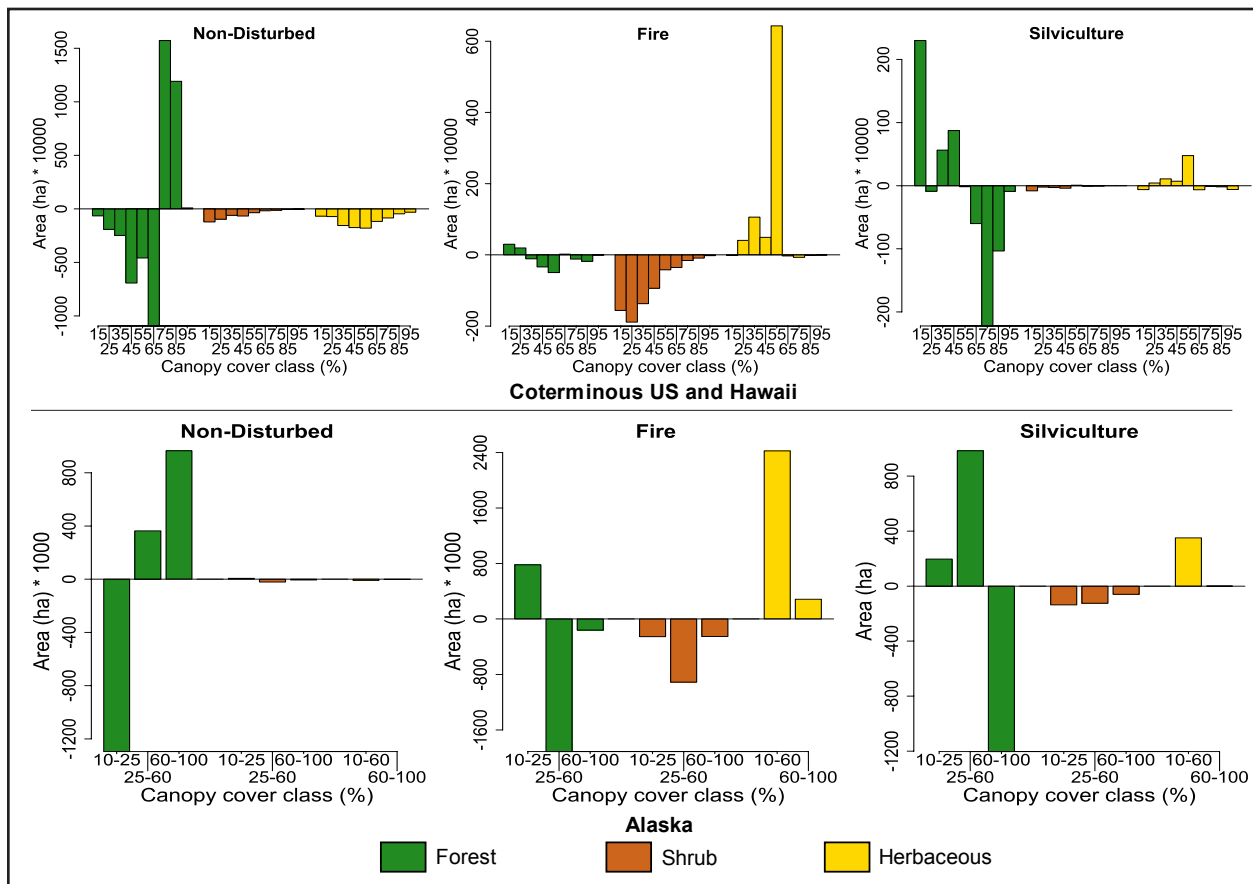 Non-Disturbed
Fire
Silviculture
Area (ha) * 10000
1500
1000
500
0
-500
-1000
15 35 45 55 75 95
25 45 65 85
15 35 55 75 95
25 45 65 85
15 35 55 75 95
25 45 65 85
Canopy cover class (%)
Area (ha) * 10000
600
400
200
0
-200
15 35 55 75 95
25 45 65 85
15 35 55 75 95
25 45 65 85
15 35 55 75 95
25 45 65 85
Canopy cover class (%)
Area (ha) * 10000
200
100
0
-100
-200
15 35 55 75 95
25 45 65 85
15 35 55 75 95
25 45 65 85
15 35 55 75 95
25 45 65 85
Canopy cover class (%)
Coterminous US and Hawaii
Non-Disturbed
Fire
Silviculture
Area (ha) * 1000
800
400
0
-400
-800
-1200
10-25 60-100 10-25 60-100 10-60
25-60 25-60 60-100
Canopy cover class (%)
Area (ha) * 1000
2400
1600
800
0
-800
-1600
10-25 60-100 10-25 60-100 10-60
25-60 25-60 60-100
Canopy cover class (%)
Area (ha) * 1000
800
400
0
-400
-800
-1200
10-25 60-100 10-25 60-100 10-60
25-60 25-60 60-100
Canopy cover class (%)
Alaska
Forest
Shrub
Herbaceous